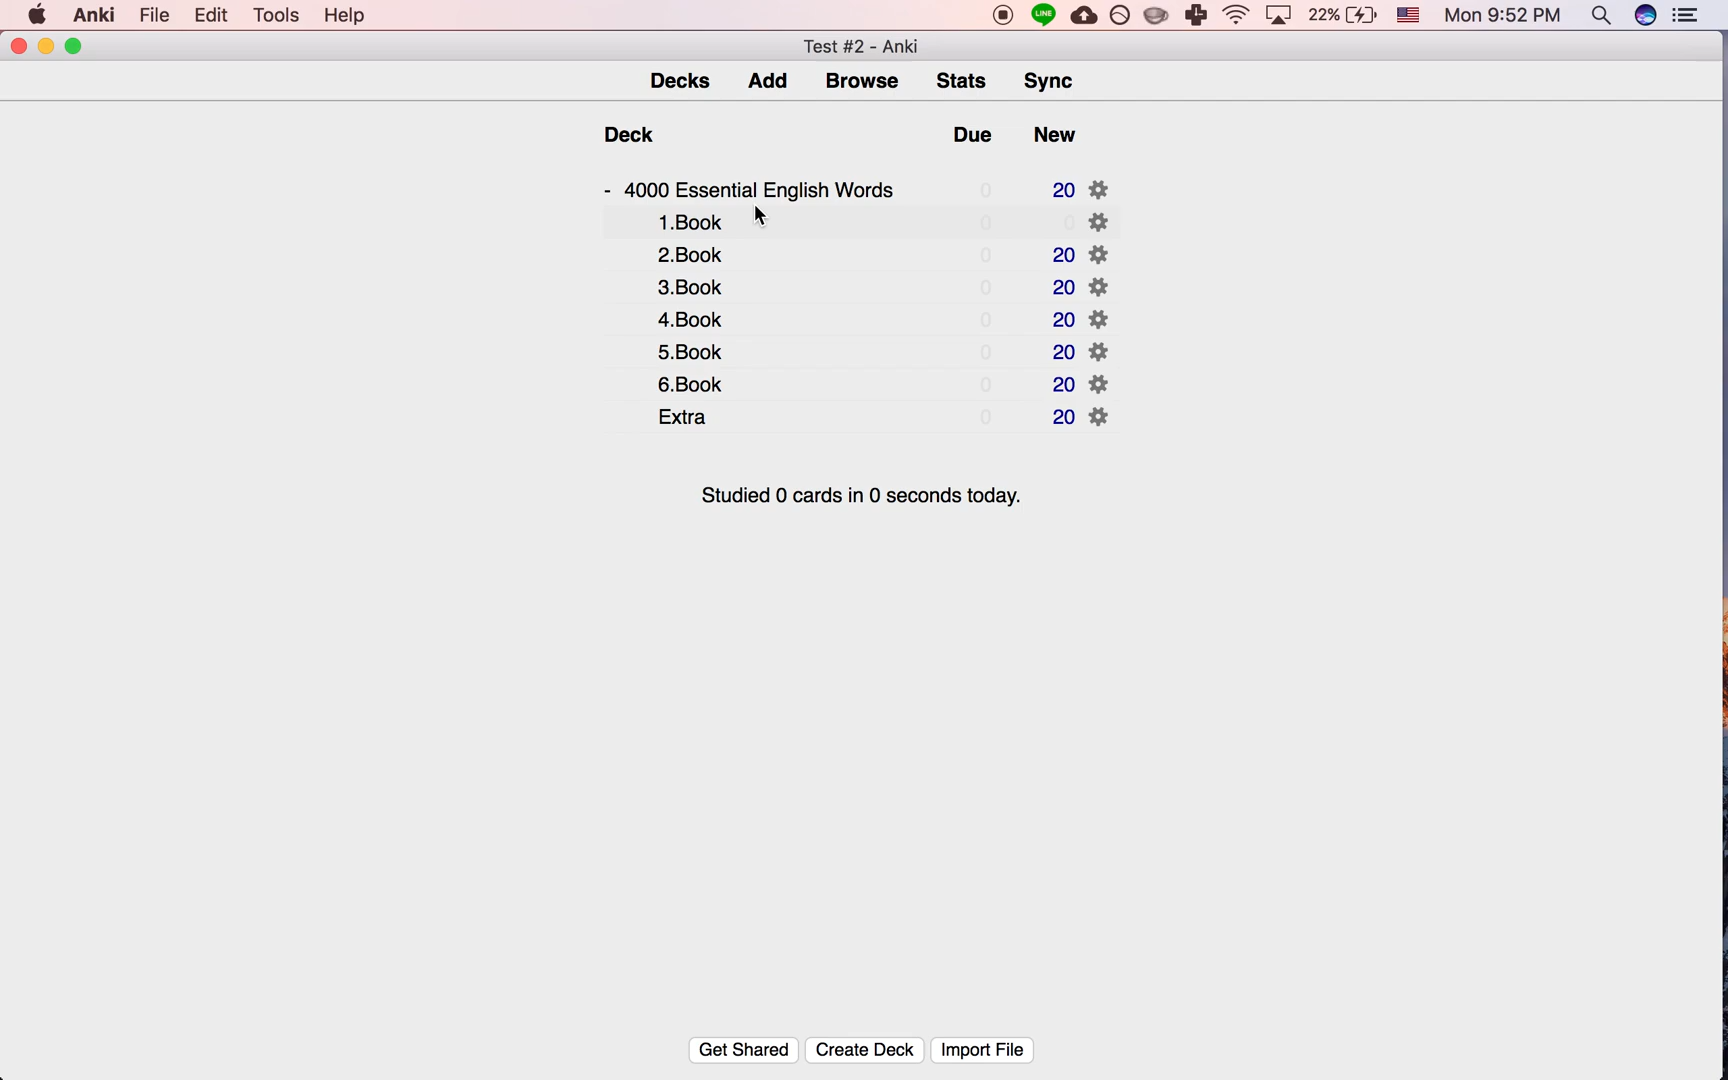 Anki File Edit Tools Help LINE 22% Mon 9:52 PM
Test #2 - Anki
Decks Add Browse Stats Sync
Deck Due New
- 4000 Essential English Words 0 20
1.Book 0 0
2.Book 0 20
3.Book 0 20
4.Book 0 20
5.Book 0 20
6.Book 0 20
Extra 0 20
Studied 0 cards in 0 seconds today.
Get Shared Create Deck Import File